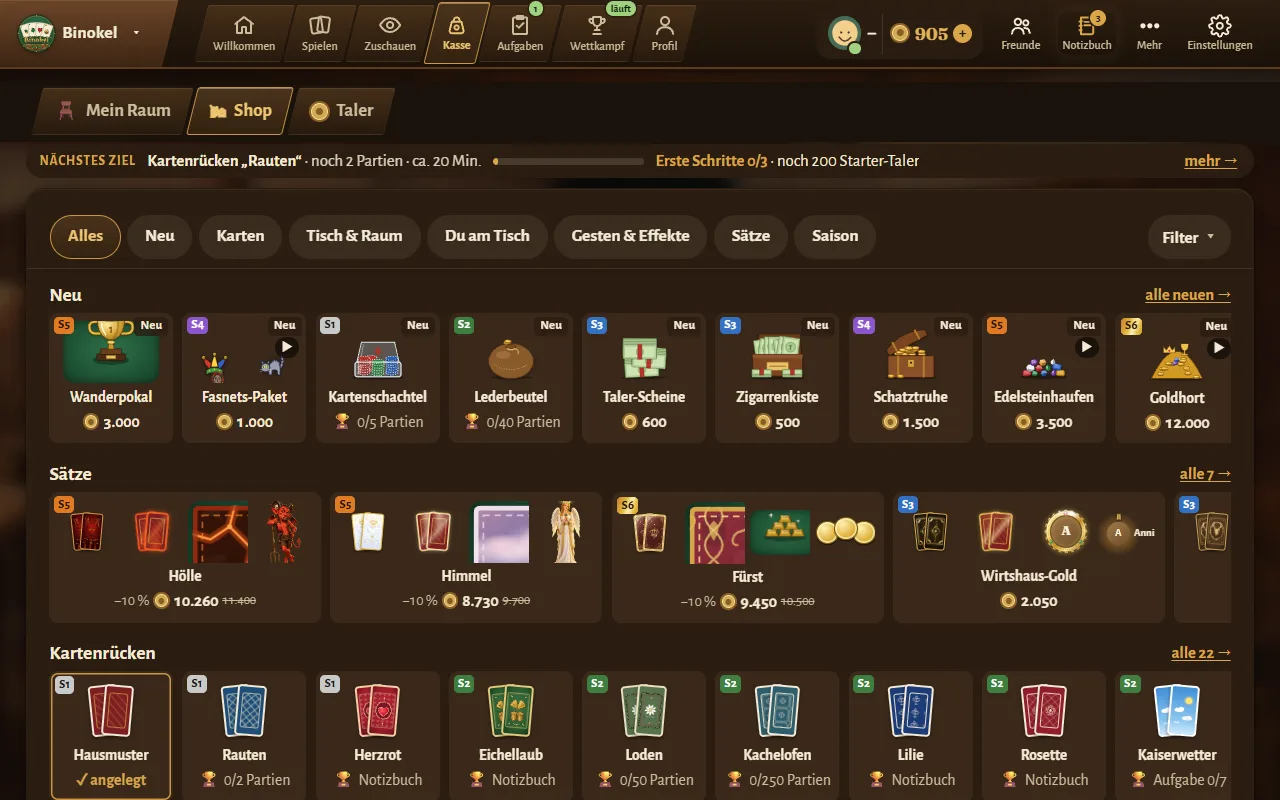 Binokel
Willkommen
Spielen
Zuschauen
Kasse
1
Aufgaben
läuft
Wettkampf
Profil
–
905
+
Freunde
3
Notizbuch
Mehr
Einstellungen
Mein Raum
Shop
Taler
NÄCHSTES ZIEL Kartenrücken „Rauten“ · noch 2 Partien · ca. 20 Min. Erste Schritte 0/3 · noch 200 Starter-Taler mehr →
Alles Neu Karten Tisch & Raum Du am Tisch Gesten & Effekte Sätze Saison Filter
Neu alle neuen →
S5 Neu S4 Neu S1 Neu S2 Neu S3 Neu S3 Neu S4 Neu S5 Neu S6 Neu
Wanderpokal Fasnets-Paket Kartenschachtel Lederbeutel Taler-Scheine Zigarrenkiste Schatztruhe Edelsteinhaufen Goldhort
3.000 1.000 0/5 Partien 0/40 Partien 600 500 1.500 3.500 12.000
Sätze alle 7 →
S5 S5 S6 S3 S3
A A Anni
Hölle Himmel Fürst Wirtshaus-Gold
–10 % 10.260 11.400 –10 % 8.730 9.700 –10 % 9.450 10.500 2.050
Kartenrücken alle 22 →
S1 S1 S1 S2 S2 S2 S2 S2 S2
Hausmuster Rauten Herzrot Eichellaub Loden Kachelofen Lilie Rosette Kaiserwetter
✓ angelegt 0/2 Partien Notizbuch Notizbuch 0/50 Partien 0/250 Partien Notizbuch Notizbuch Aufgabe 0/7